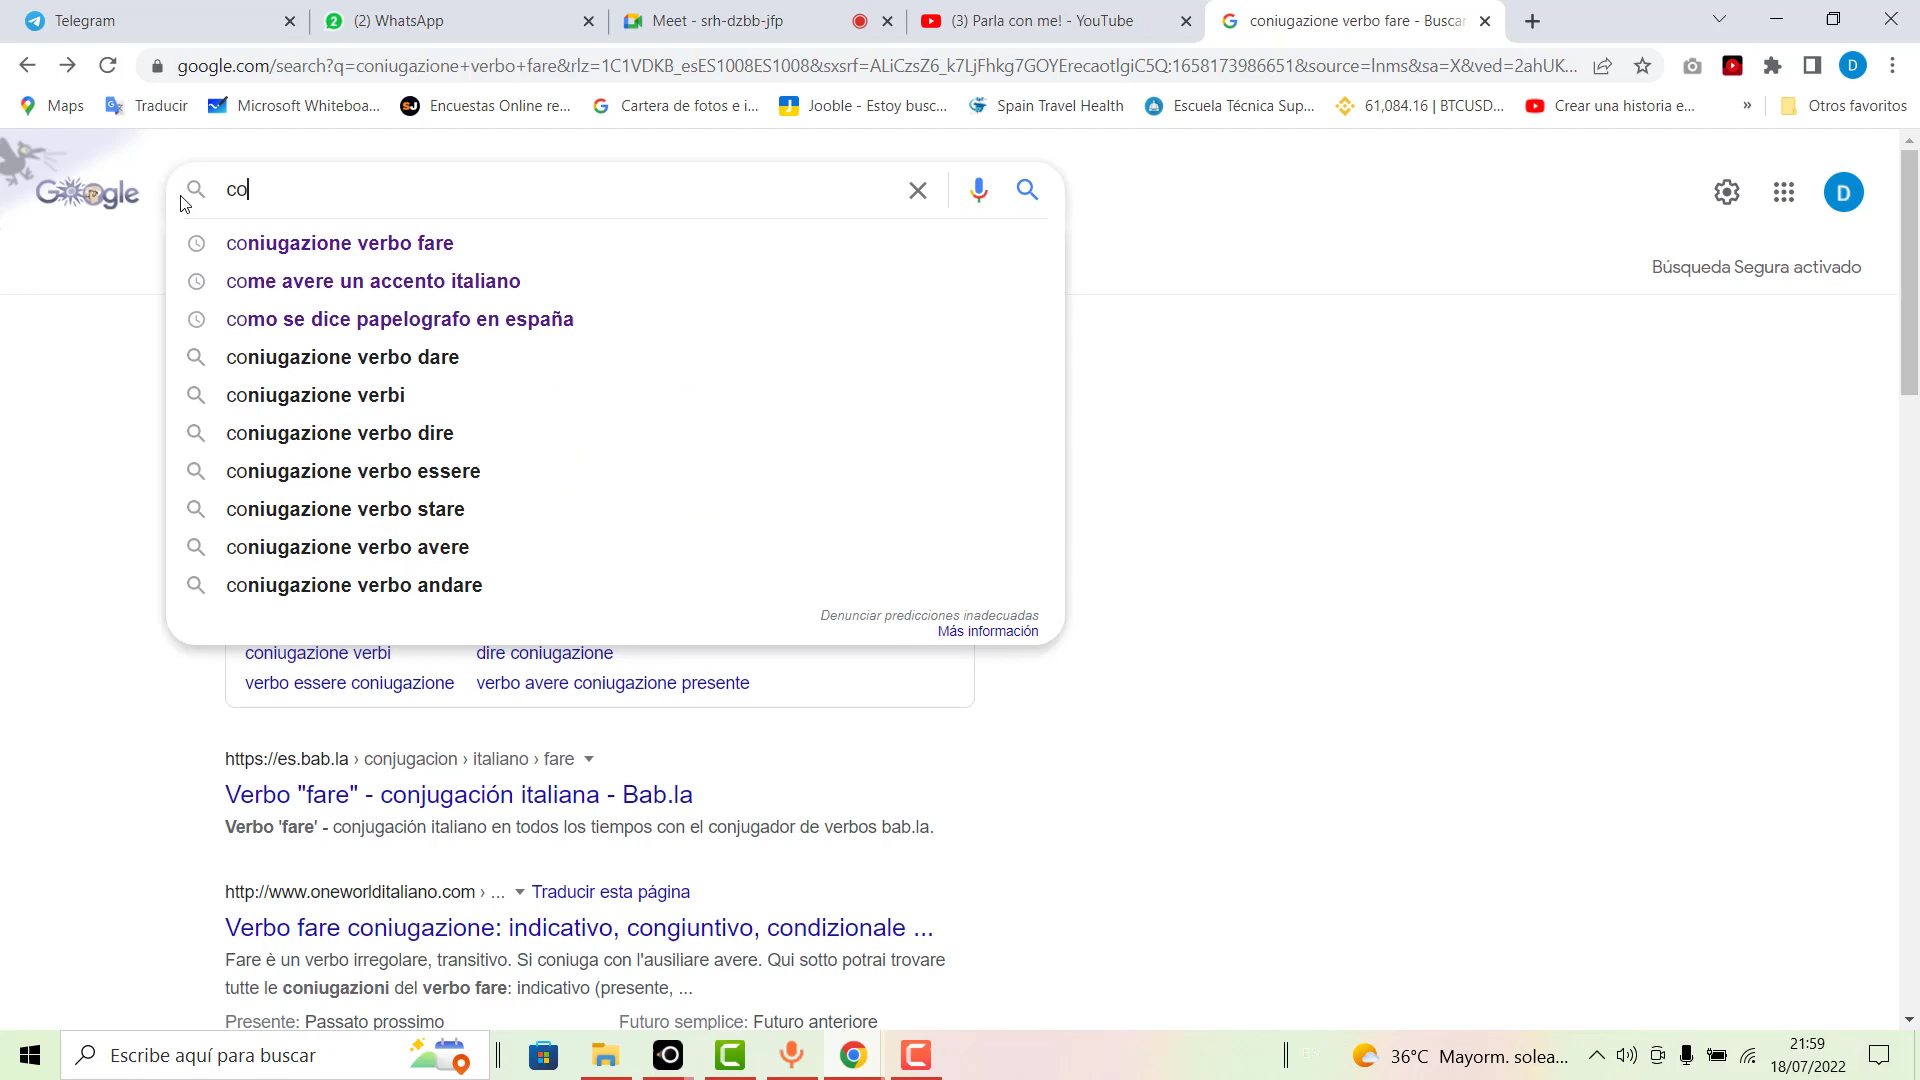 Telegram
(2) WhatsApp
Meet - srh-dzbb-jfp
(3) Parla con me! - YouTube
coniugazione verbo fare - Buscar
google.com/search?q=coniugazione+verbo+fare&rlz=1C1VDKB_esES1008ES1008&sxsrf=ALiCzsZ6_k7LjFhkg7GOYErecaotlgiC5Q:1658173986651&source=lnms&sa=X&ved=2ahUK...
D
Maps
Traducir
Microsoft Whiteboa...
Encuestas Online re...
Cartera de fotos e i...
Jooble - Estoy busc...
Spain Travel Health
Escuela Técnica Sup...
61,084.16 | BTCUSD...
Crear una historia e...
»
Otros favoritos
Google
co
D
coniugazione verbo fare
come avere un accento italiano
como se dice papelografo en españa
coniugazione verbo dare
coniugazione verbi
coniugazione verbo dire
coniugazione verbo essere
coniugazione verbo stare
coniugazione verbo avere
coniugazione verbo andare
Denunciar predicciones inadecuadas
Más información
Búsqueda Segura activado
coniugazione verbi
dire coniugazione
verbo essere coniugazione
verbo avere coniugazione presente
https://es.bab.la › conjugacion › italiano › fare
Verbo "fare" - conjugación italiana - Bab.la
Verbo 'fare' - conjugación italiano en todos los tiempos con el conjugador de verbos bab.la.
http://www.oneworlditaliano.com › ... Traducir esta página
Verbo fare coniugazione: indicativo, congiuntivo, condizionale ...
Fare è un verbo irregolare, transitivo. Si coniuga con l'ausiliare avere. Qui sotto potrai trovare
tutte le coniugazioni del verbo fare: indicativo (presente, ...
Presente: Passato prossimo
Futuro semplice: Futuro anteriore
Escribe aquí para buscar
36°C Mayorm. solea...
21:59
18/07/2022